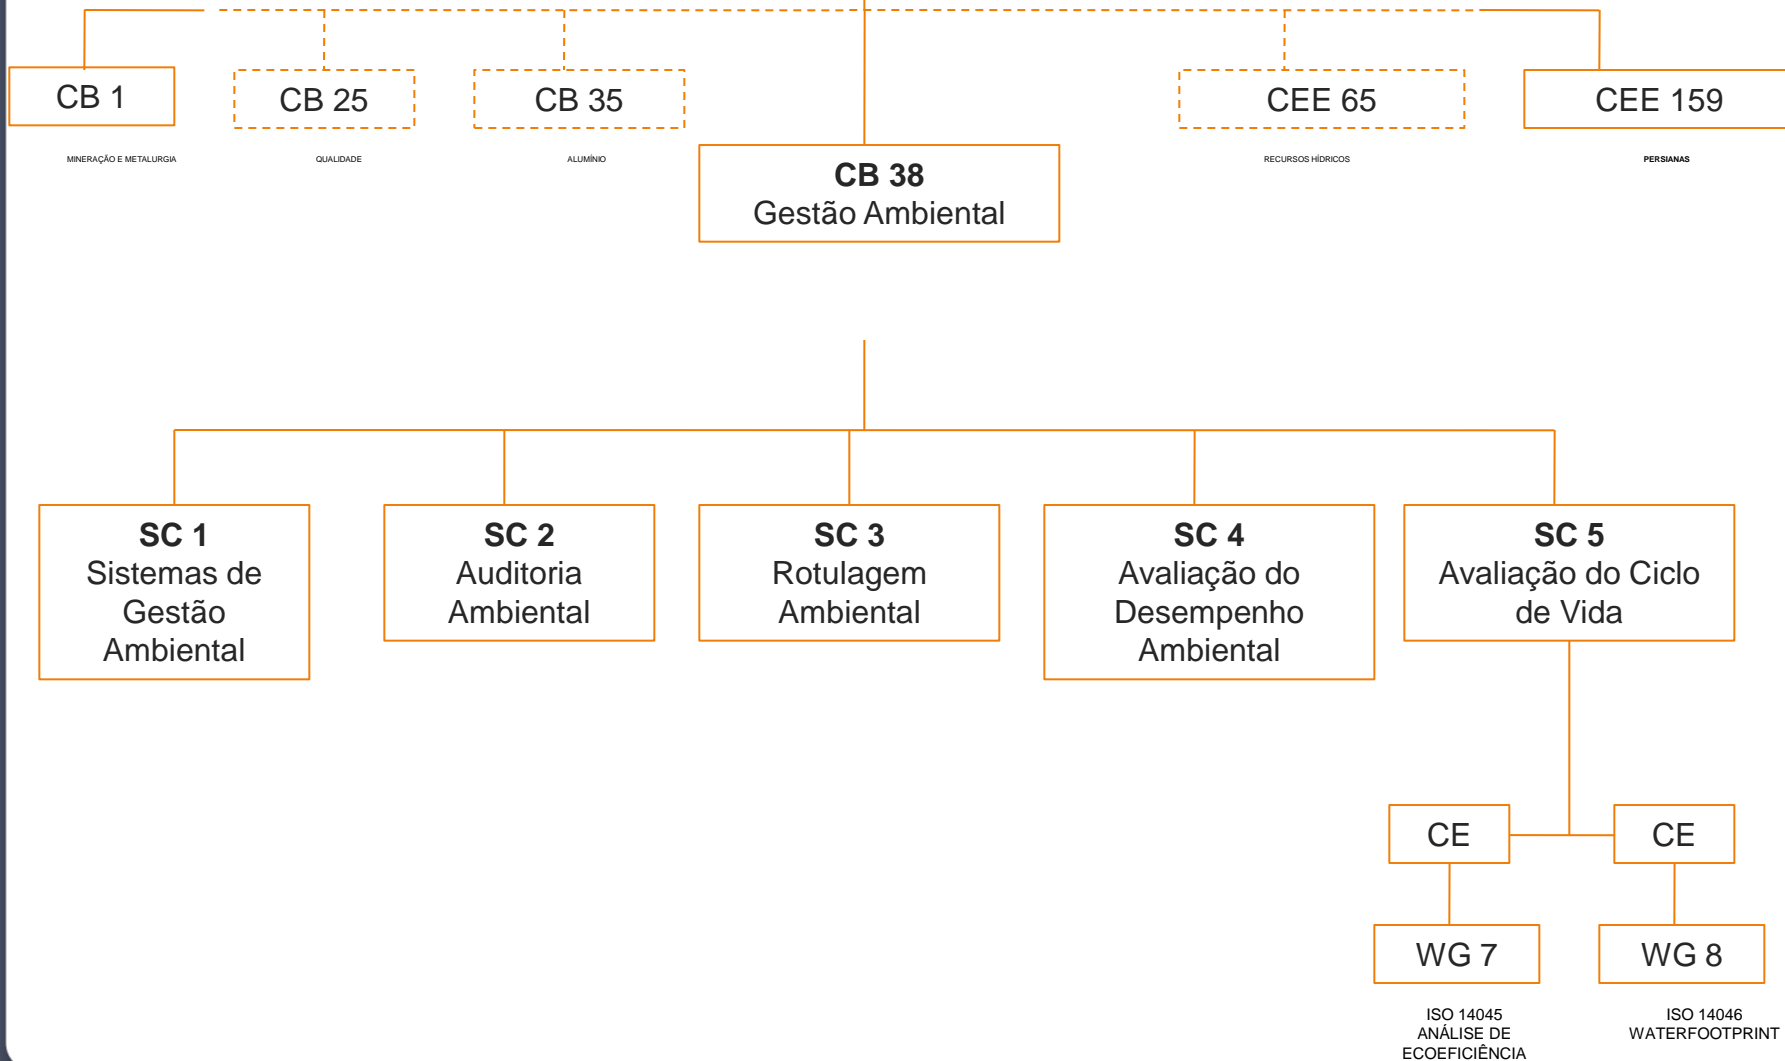 CB 1
CB 25
CB 35
CEE 65
CEE 159
MINERAÇÃO E METALURGIA
QUALIDADE
ALUMÍNIO
RECURSOS HÍDRICOS
PERSIANAS
CB 38
Gestão Ambiental
SC 1
Sistemas de
Gestão
Ambiental
SC 2
Auditoria
Ambiental
SC 3
Rotulagem
Ambiental
SC 4
Avaliação do
Desempenho
Ambiental
SC 5
Avaliação do Ciclo
de Vida
CE
CE
WG 7
WG 8
ISO 14045
ANÁLISE DE
ECOEFICIÊNCIA
ISO 14046
WATERFOOTPRINT